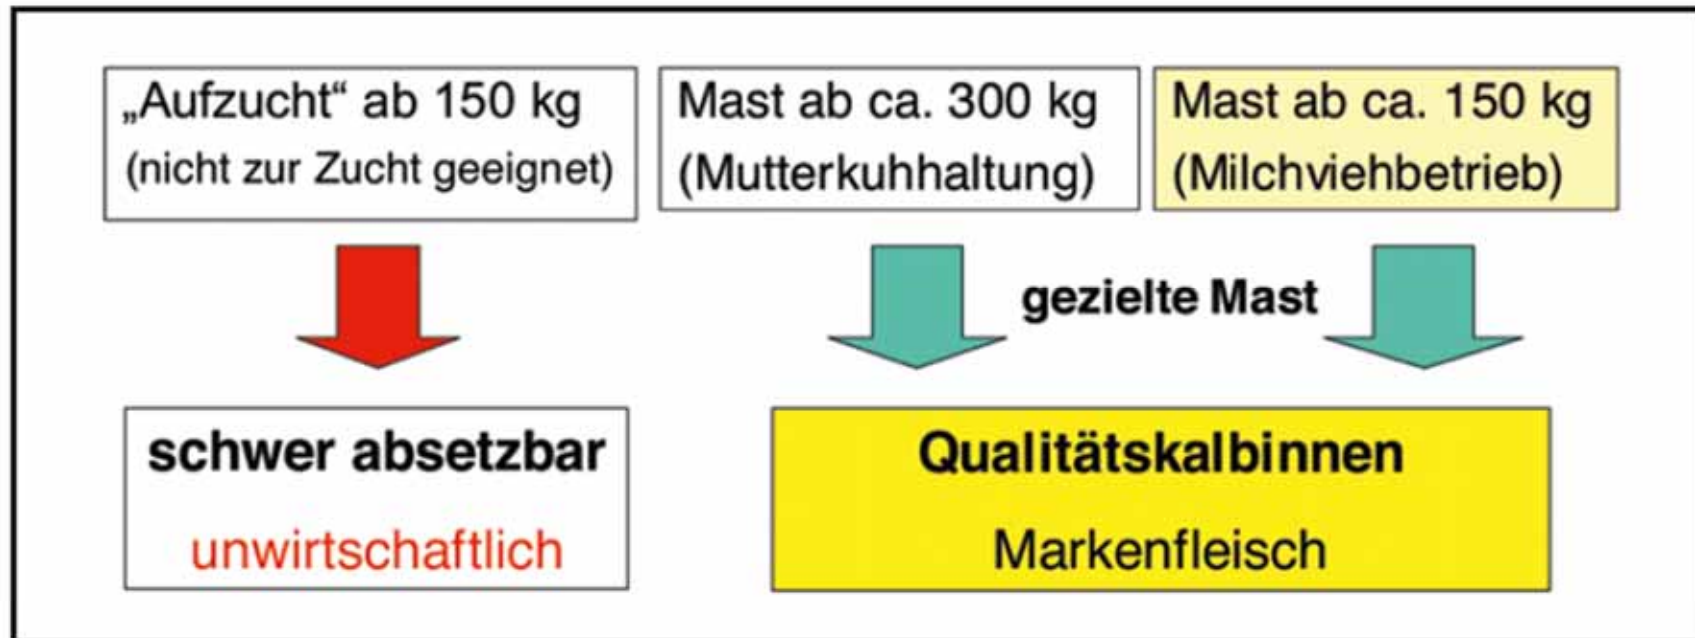 „Aufzucht“ ab 150 kg
(nicht zur Zucht geeignet)
Mast ab ca. 300 kg
(Mutterkuhhaltung)
Mast ab ca. 150 kg
(Milchviehbetrieb)
gezielte Mast
schwer absetzbar
unwirtschaftlich
Qualitätskalbinnen
Markenfleisch